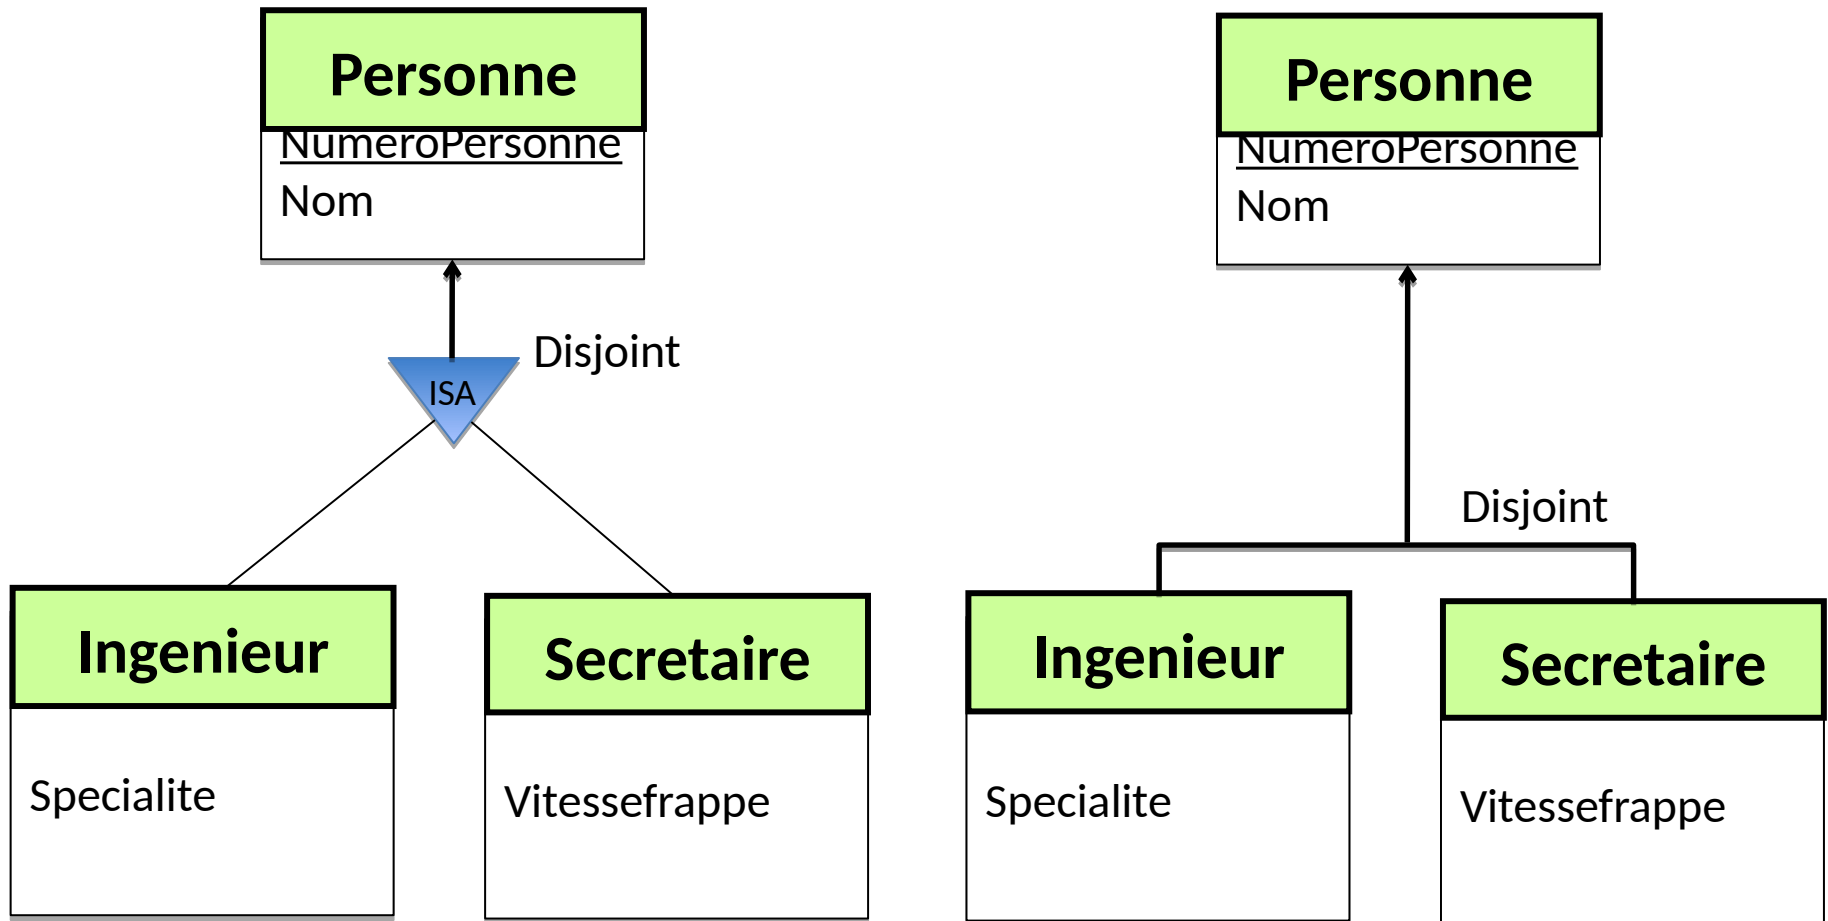 Personne
NumeroPersonne
Nom
Disjoint
ISA
Ingenieur
Specialite
Secretaire
Vitessefrappe
Personne
NumeroPersonne
Nom
Disjoint
Ingenieur
Specialite
Secretaire
Vitessefrappe